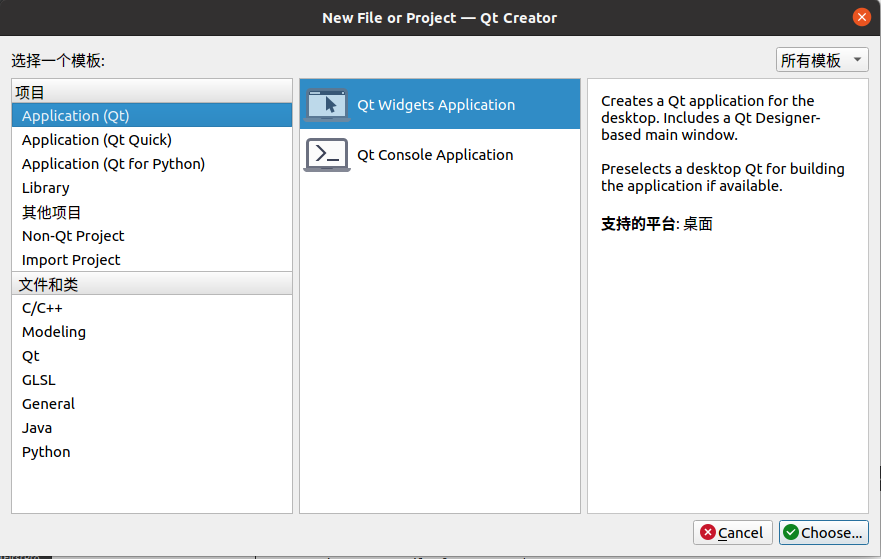 New File or Project — Qt Creator
选择一个模板:
所有模板
项目
Application (Qt)
Application (Qt Quick)
Application (Qt for Python)
Library
其他项目
Non-Qt Project
Import Project
文件和类
C/C++
Modeling
Qt
GLSL
General
Java
Python
Qt Widgets Application
Qt Console Application
Creates a Qt application for the
desktop. Includes a Qt Designer-
based main window.
Preselects a desktop Qt for building
the application if available.
支持的平台: 桌面
Cancel
Choose...